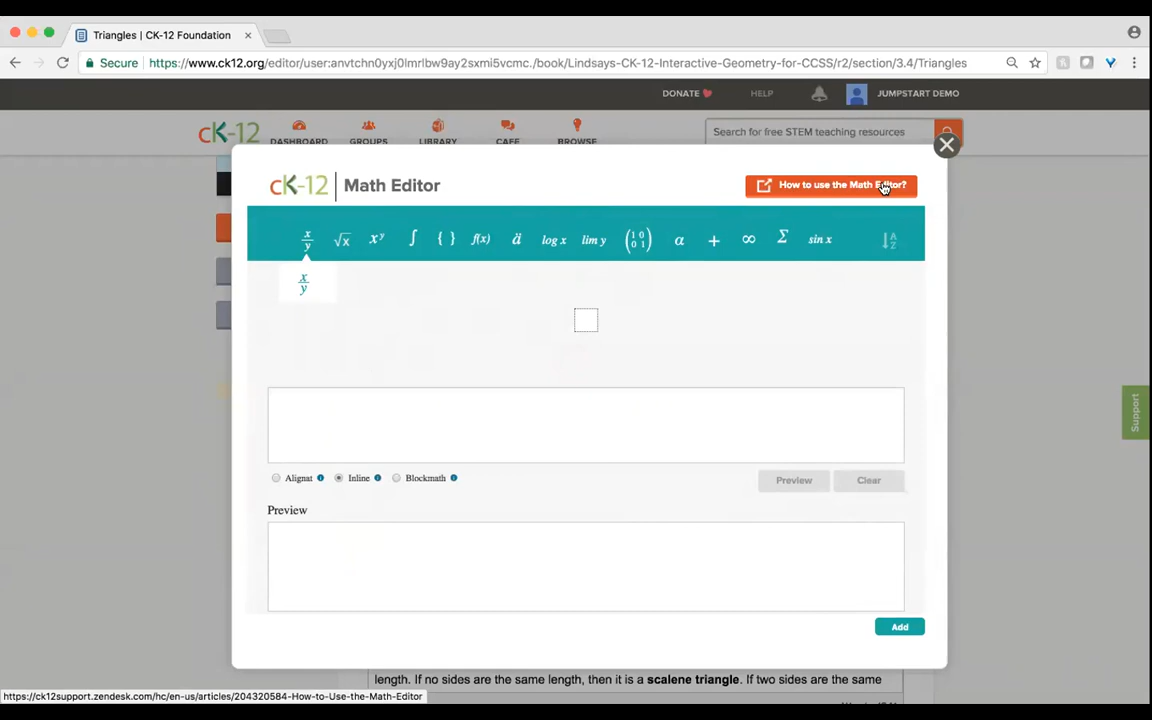 Triangles | CK-12 Foundation
Secure https://www.ck12.org/editor/user:anvtchn0yxj0lmrlbw9ay2sxmi5vcmc./book/Lindsays-CK-12-Interactive-Geometry-for-CCSS/r2/section/3.4/Triangles
DONATE HELP JUMPSTART DEMO
cK-12 DASHBOARD GROUPS LIBRARY CAFE BROWSE Search for free STEM teaching resources
cK-12 Math Editor How to use the Math Editor?
x/y √x x^y ∫ { } f(x) ä log x lim y (1 0 0 1) α + ∞ Σ sin x A Z
x/y
Support
Alignat Inline Blockmath Preview Clear
Preview
Add
length. If no sides are the same length, then it is a scalene triangle. If two sides are the same
https://ck12support.zendesk.com/hc/en-us/articles/204320584-How-to-Use-the-Math-Editor